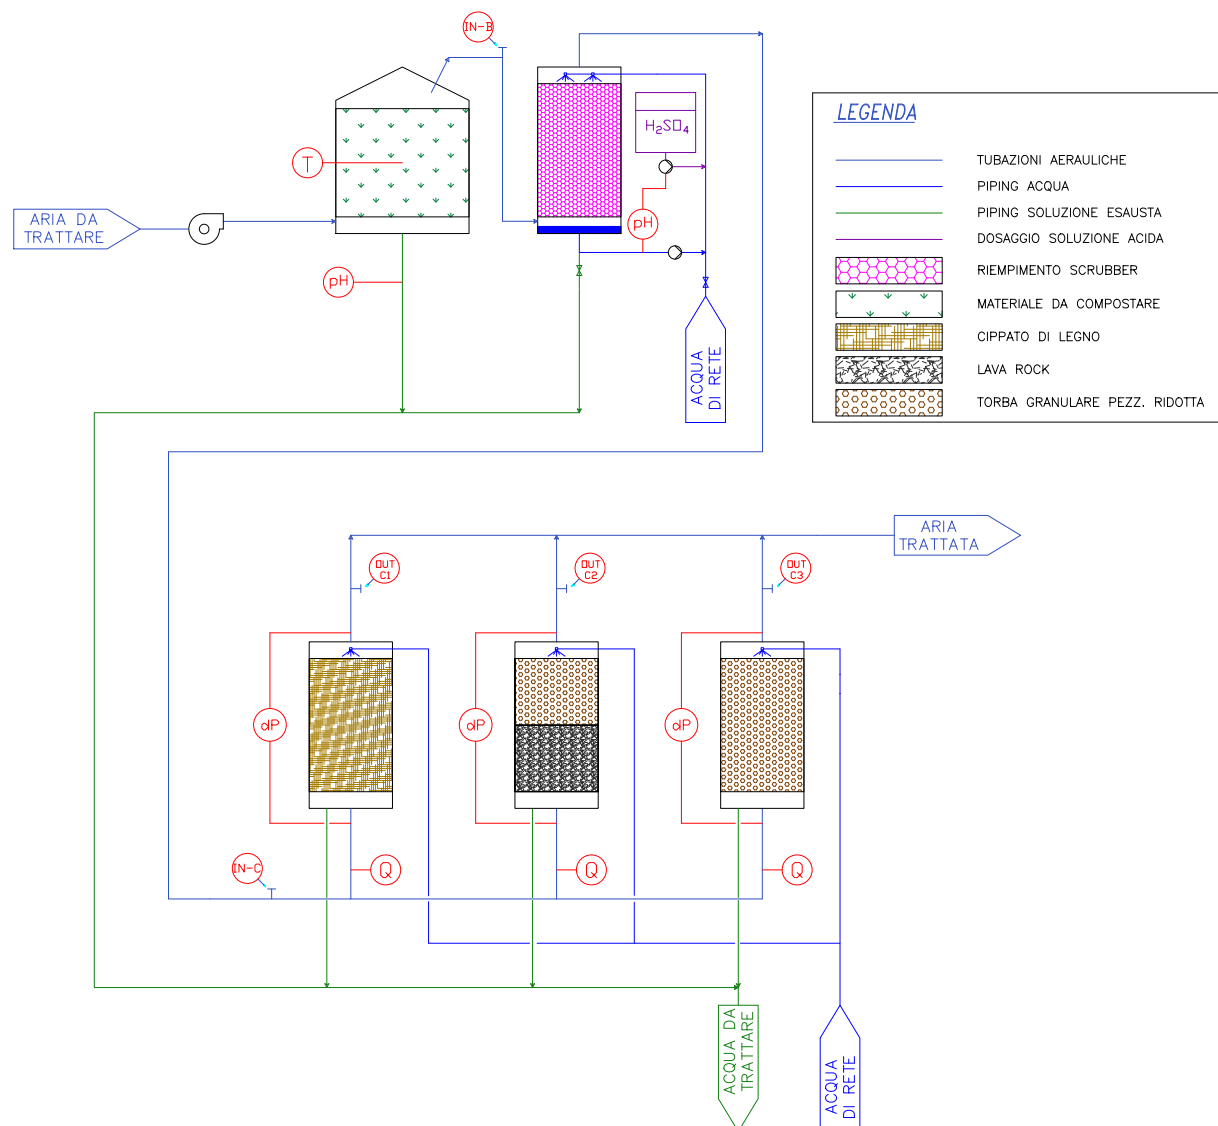 IN-B
H₂SO₄
T
pH
ARIA DA
TRATTARE
pH
ACQUA
DI RETE
LEGENDA
TUBAZIONI AERAULICHE
PIPING ACQUA
PIPING SOLUZIONE ESAUSTA
DOSAGGIO SOLUZIONE ACIDA
RIEMPIMENTO SCRUBBER
MATERIALE DA COMPOSTARE
CIPPATO DI LEGNO
LAVA ROCK
TORBA GRANULARE PEZZ. RIDOTTA
ARIA
TRATTATA
OUT
C1
OUT
C2
OUT
C3
dP
dP
dP
IN-C
Q
Q
Q
ACQUA DA
TRATTARE
ACQUA
DI RETE